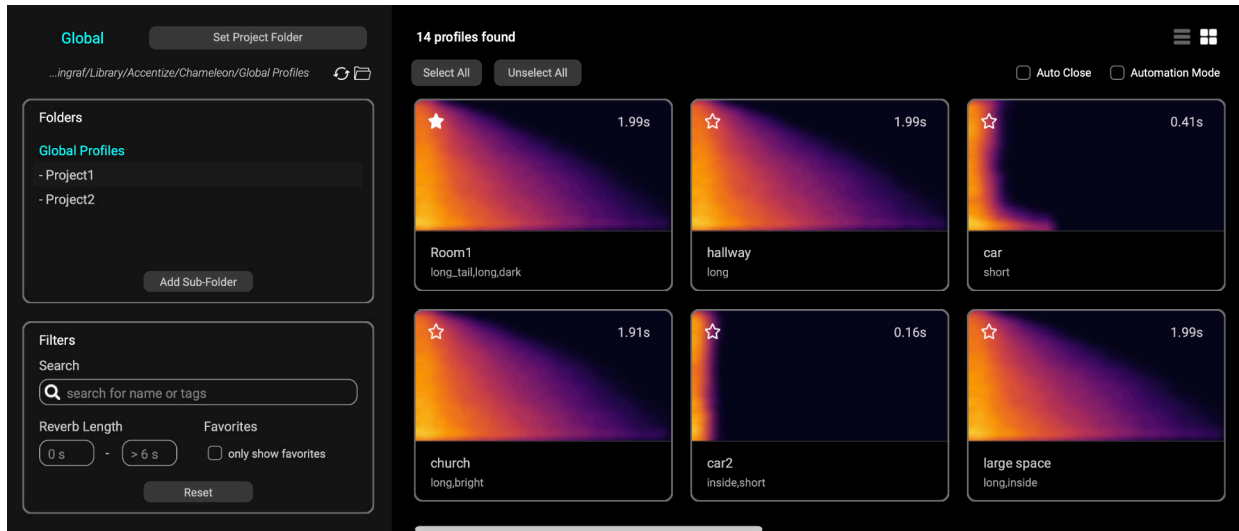 Global
Set Project Folder
...ingraf/Library/Accentize/Chameleon/Global Profiles
Folders
Global Profiles
- Project1
- Project2
Add Sub-Folder
Filters
Search
search for name or tags
Reverb Length
Favorites
0 s
-
> 6 s
only show favorites
Reset
14 profiles found
Select All
Unselect All
Auto Close
Automation Mode
1.99s
Room1
long_tail,long,dark
1.99s
hallway
long
0.41s
car
short
1.91s
church
long,bright
0.16s
car2
inside,short
1.99s
large space
long,inside